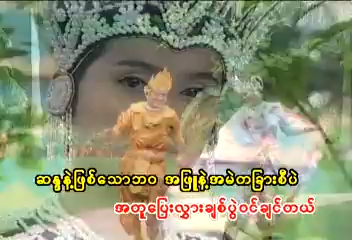 ဆန္ဒနဲ့ဖြစ်သောဘဝ အဖြူနဲ့အမဲတခြားစီပဲ
အတူပြေးလွှားချစ်ပွဲဝင်ချင်တယ်